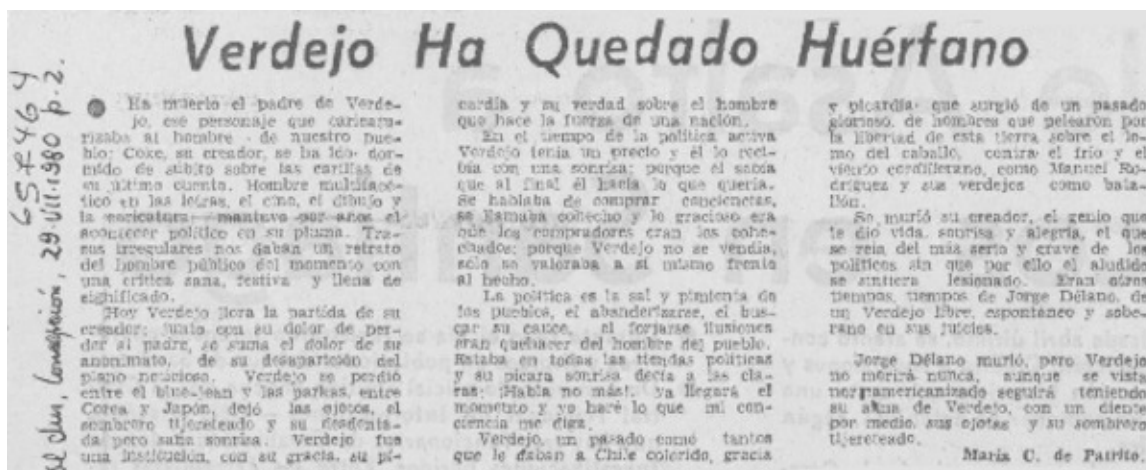 Verdejo Ha Quedado Huérfano
657464
29·VII·1980 p. 2.
Ha muerto el padre de Verde-
jo, ese personaje que caricatu-
rizaba al hombre de nuestro pue-
blo; Coke, su creador, se ha ido dor-
mido de súbito sobre las carillas de
su último cuento. Hombre multifacé-
tico en las letras, el cine, el dibujo y
la caricatura mantuvo por años el
acontecer político en su pluma. Tra-
zos irregulares nos daban un retrato
del hombre público del momento con
una crítica sana, festiva y llena de
significado.
Hoy Verdejo llora la partida de su
creador; junto con su dolor de per-
der al padre, se suma el dolor de su
anonimato, de su desaparición del
plano noticioso. Verdejo se perdió
entre el blue-jean y las parkas, entre
Corea y Japón, dejó las ojotas, el
sombrero tijereteado y su desdenta-
da pero sana sonrisa. Verdejo fue
una institución, con su gracia, su pi-
cardía y su verdad sobre el hombre
que hace la fuerza de una nación.
En el tiempo de la política activa
Verdejo tenía un precio y él lo reci-
bía con una sonrisa; porque él sabía
que al final él hacía lo que quería.
Se hablaba de comprar conciencias,
se llamaba cohecho y lo gracioso era
que los compradores eran los cohe-
chados; porque Verdejo no se vendía,
sólo se valoraba a sí mismo frente
al hecho.
La política es la sal y pimienta de
los pueblos, el abanderizarse, el bus-
car su cauce, el forjarse ilusiones
eran quehacer del hombre del pueblo.
Estaba en todas las tiendas políticas
y su pícara sonrisa decía a las cla-
ras: ¡Habla no más!, ya llegará el
momento y yo haré lo que mi con-
ciencia me diga.
Verdejo, un pasado como tantos
que le daban a Chile colorido, gracia
y picardía; que surgió de un pasado
glorioso, de hombres que pelearon por
la libertad de esta tierra sobre el lo-
mo del caballo, contra el frío y el
viento cordillerano, como Manuel Ro-
dríguez y sus verdejos como bata-
llón.
Se murió su creador, el genio que
le dio vida, sonrisa y alegría, el que
se reía del más serio y grave de los
políticos sin que por ello el aludido
se sintiera lesionado. Eran otros
tiempos, tiempos de Jorge Délano, de
un Verdejo libre, espontáneo y sobe-
rano en sus juicios.
Jorge Délano murió, pero Verdejo
no morirá nunca, aunque se vista
norteamericanizado seguirá teniendo
su alma de Verdejo, con un diente
por medio, sus ojotas y su sombrero
tijereteado.
María C. de Patrito.